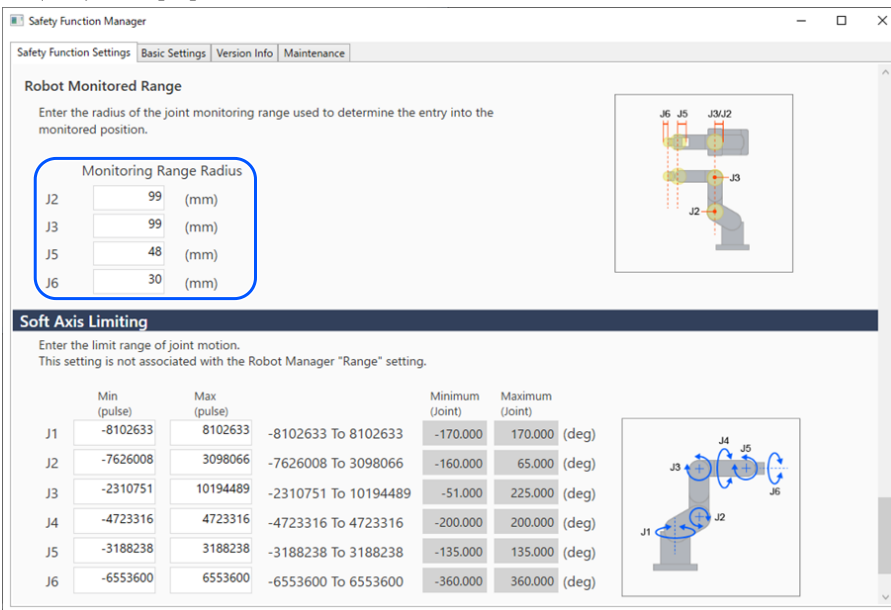 Safety Function Manager
Safety Function Settings Basic Settings Version Info Maintenance
Robot Monitored Range
Enter the radius of the joint monitoring range used to determine the entry into the
monitored position.
Monitoring Range Radius
J2 99 (mm)
J3 99 (mm)
J5 48 (mm)
J6 30 (mm)
J6 J5 J3/J2
J3
J2
Soft Axis Limiting
Enter the limit range of joint motion.
This setting is not associated with the Robot Manager "Range" setting.
Min Max Minimum Maximum
(pulse) (pulse) (Joint) (Joint)
J1 -8102633 8102633 -8102633 To 8102633 -170.000 170.000 (deg)
J2 -7626008 3098066 -7626008 To 3098066 -160.000 65.000 (deg)
J3 -2310751 10194489 -2310751 To 10194489 -51.000 225.000 (deg)
J4 -4723316 4723316 -4723316 To 4723316 -200.000 200.000 (deg)
J5 -3188238 3188238 -3188238 To 3188238 -135.000 135.000 (deg)
J6 -6553600 6553600 -6553600 To 6553600 -360.000 360.000 (deg)
J4
J5
J3
J6
J2
J1